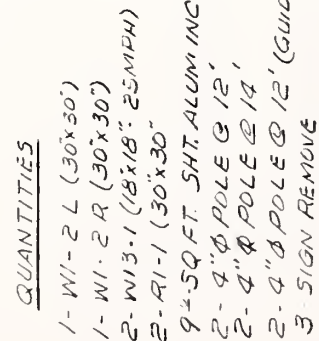 QUANTITIES
1- W1-2 L (30"x30")
1- W1-2 R (30"x30")
2- W13-1 (18"x18"- 25MPH)
2- R1-1 (30"x30"
SQ FT. SHT. ALUM INC
2- 4"Φ POLE @ 12'
2- 4"Φ POLE @ 14'
2- 4"Φ POLE @ 12' (GUID
3- SIGN REMOVE